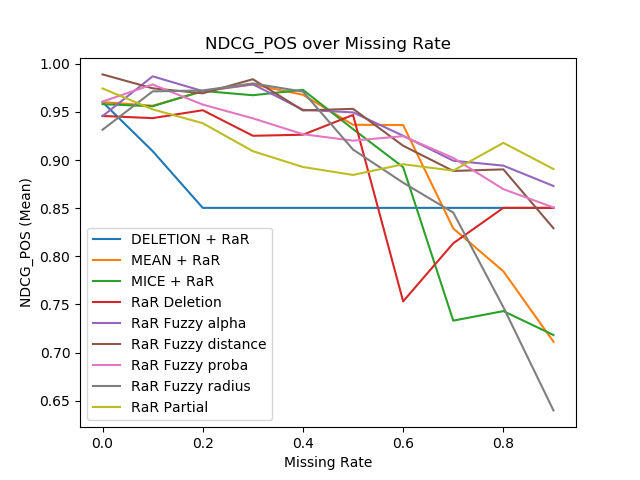 NDCG_POS over Missing Rate
NDCG_POS (Mean)
1.00
0.95
0.90
0.85
0.80
0.75
0.70
0.65
DELETION + RaR
MEAN + RaR
MICE + RaR
RaR Deletion
RaR Fuzzy alpha
RaR Fuzzy distance
RaR Fuzzy proba
RaR Fuzzy radius
RaR Partial
0.0 0.2 0.4 0.6 0.8
Missing Rate